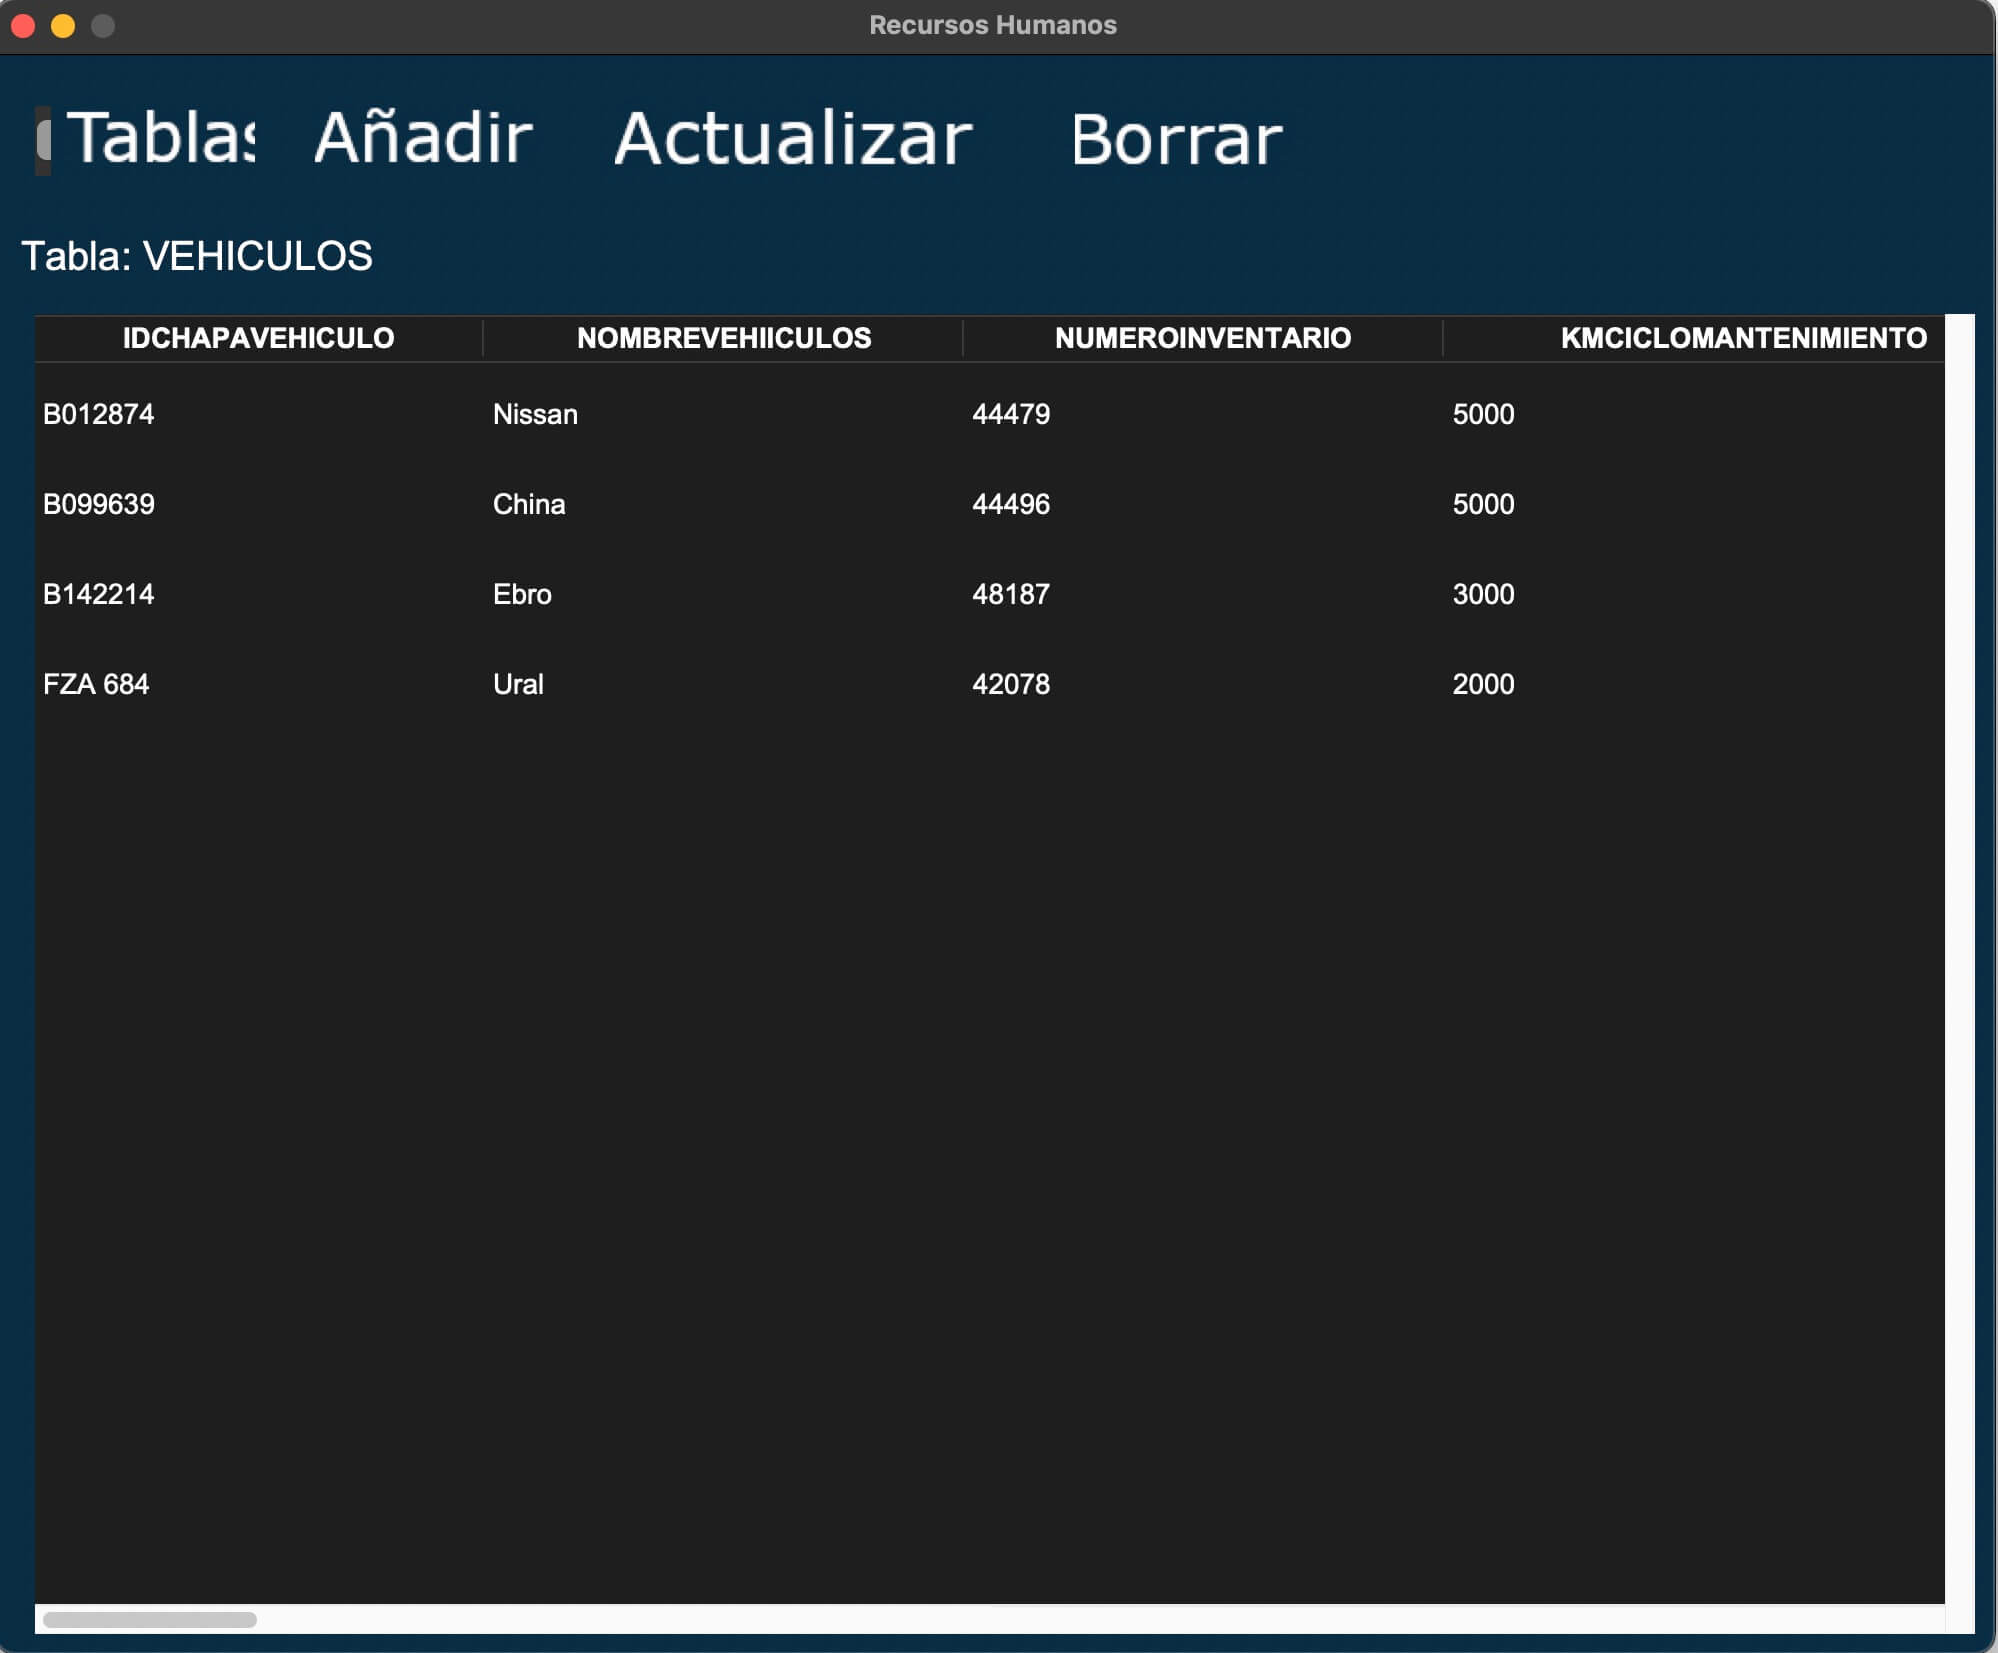 Recursos Humanos
Tablas Añadir Actualizar Borrar
Tabla: VEHICULOS
IDCHAPAVEHICULO NOMBREVEHIICULOS NUMEROINVENTARIO KMCICLOMANTENIMIENTO
B012874 Nissan 44479 5000
B099639 China 44496 5000
B142214 Ebro 48187 3000
FZA 684 Ural 42078 2000